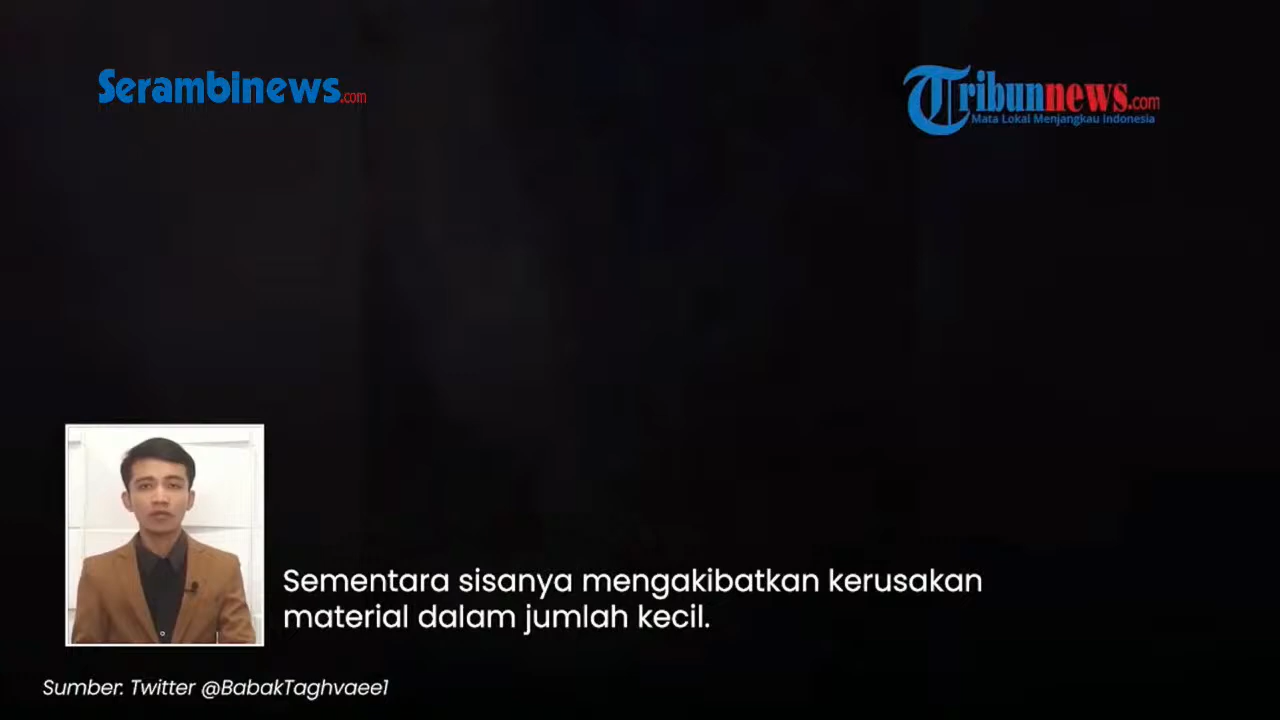 Serambinews.com
Tribunnews.com
Mata Lokal Menjangkau Indonesia
Sementara sisanya mengakibatkan kerusakan
material dalam jumlah kecil.
Sumber: Twitter @BabakTaghvaee1